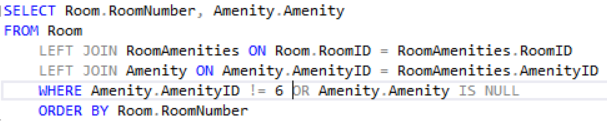 SELECT Room.RoomNumber, Amenity.Amenity
FROM Room
LEFT JOIN RoomAmenities ON Room.RoomID = RoomAmenities.RoomID
LEFT JOIN Amenity ON Amenity.AmenityID = RoomAmenities.AmenityID
WHERE Amenity.AmenityID != 6 OR Amenity.Amenity IS NULL
ORDER BY Room.RoomNumber